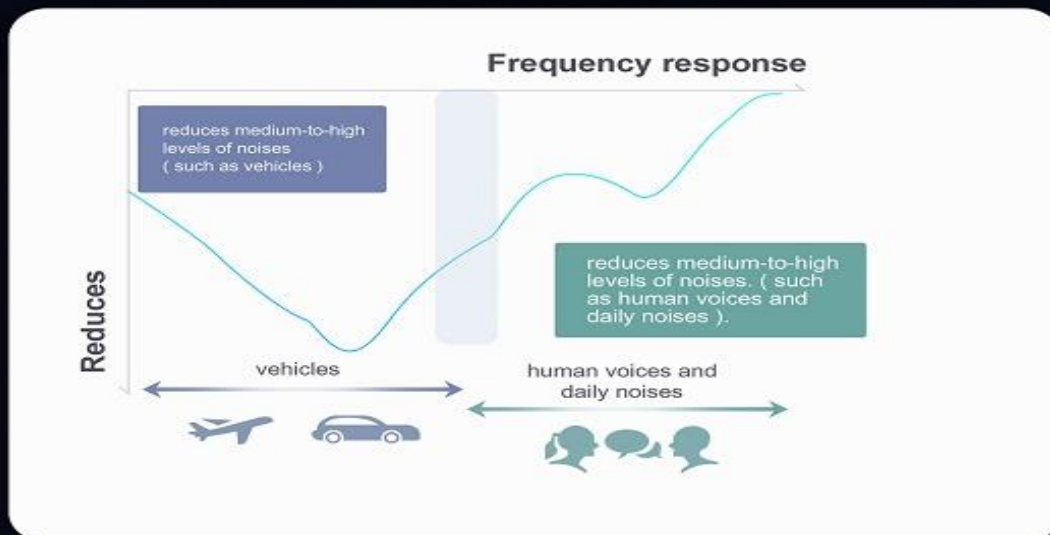 Frequency response
reduces medium-to-high
levels of noises
( such as vehicles )
Reduces
reduces medium-to-high
levels of noises. ( such
as human voices and
daily noises ).
vehicles
human voices and
daily noises